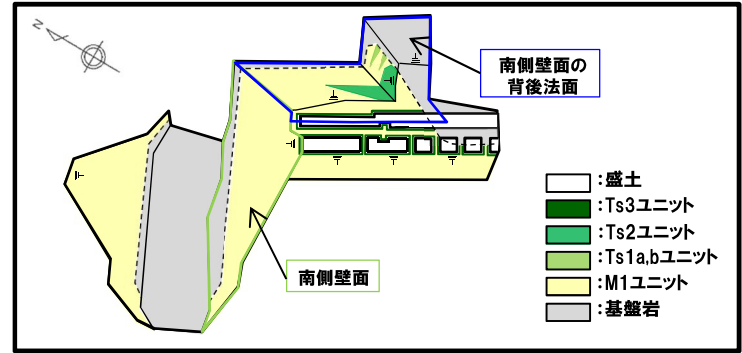 N
南側壁面の
背後法面
南側壁面
:盛土
:Ts3ユニット
:Ts2ユニット
:Ts1a,bユニット
:M1ユニット
:基盤岩